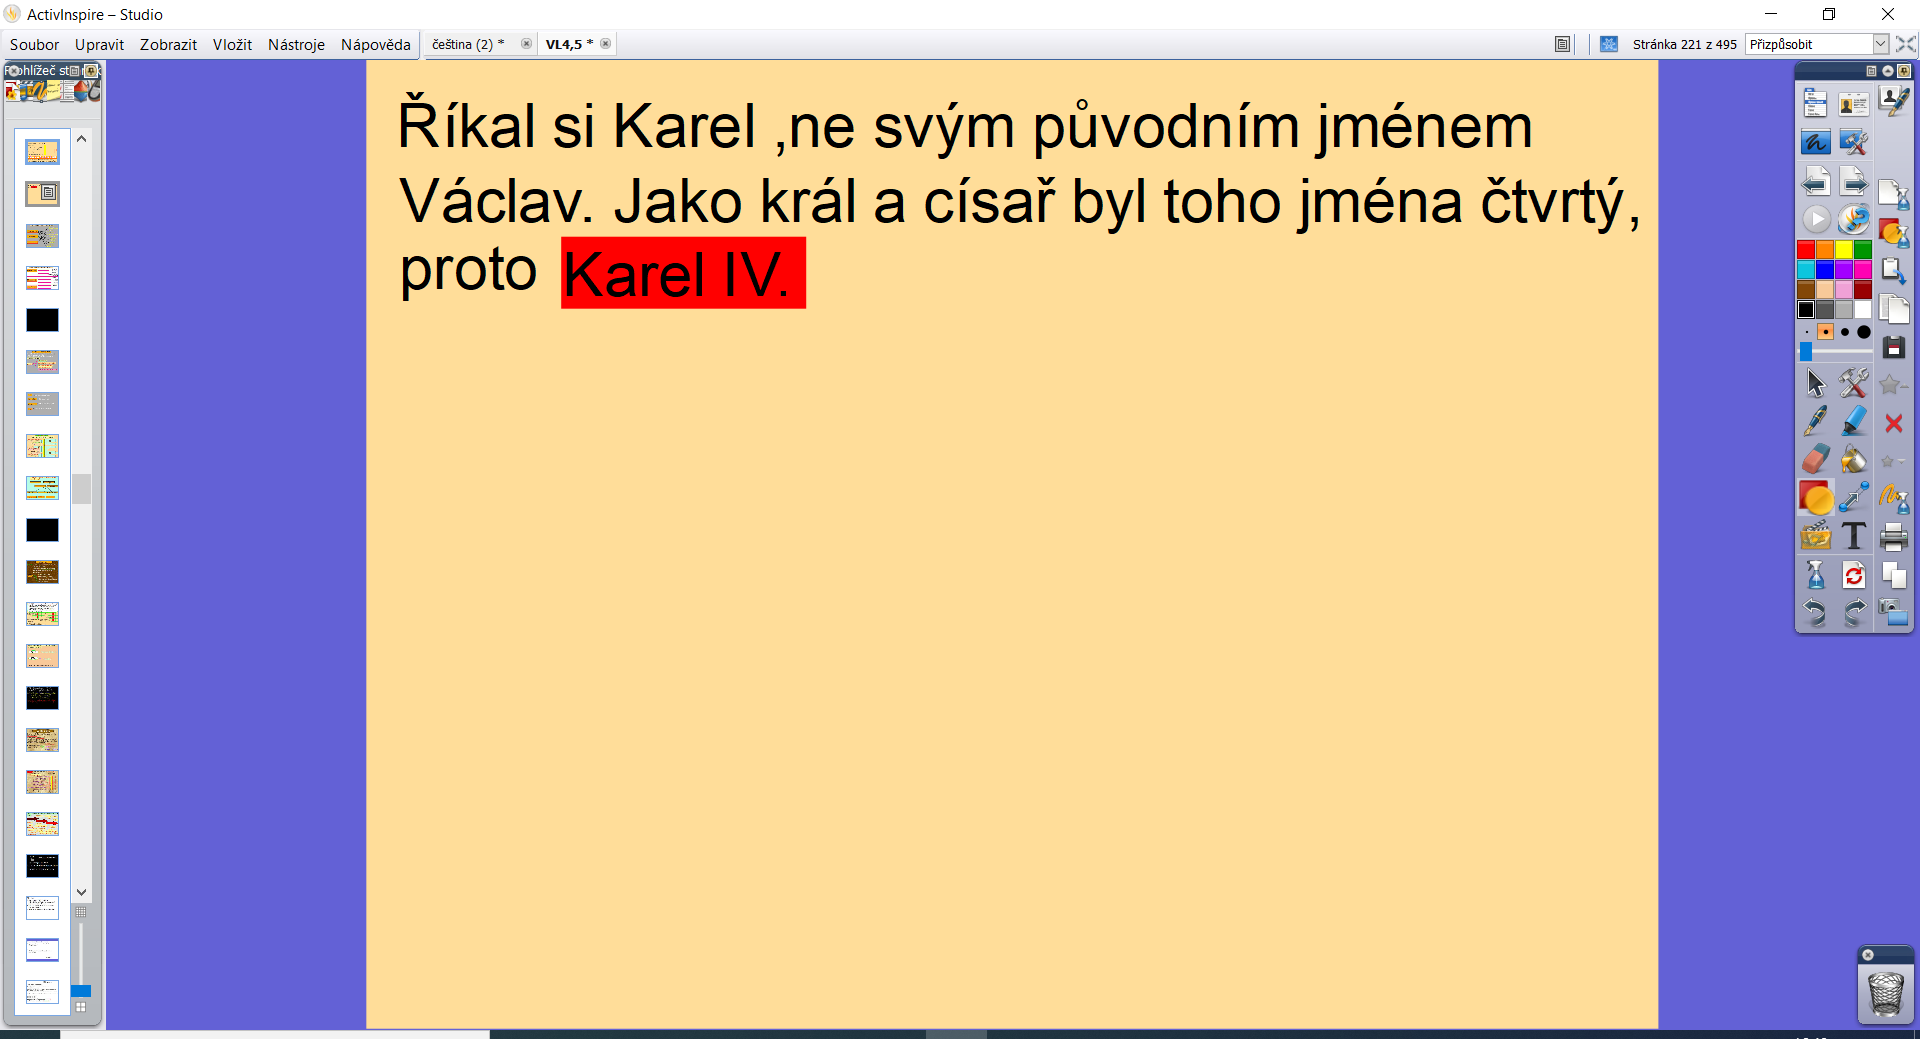 ActivInspire – Studio
Soubor Upravit Zobrazit Vložit Nástroje Nápověda
čeština (2) *
VL4,5 *
Stránka 221 z 495
Přizpůsobit
Říkal si Karel ,ne svým původním jménem
Václav. Jako král a císař byl toho jména čtvrtý,
proto Karel IV.